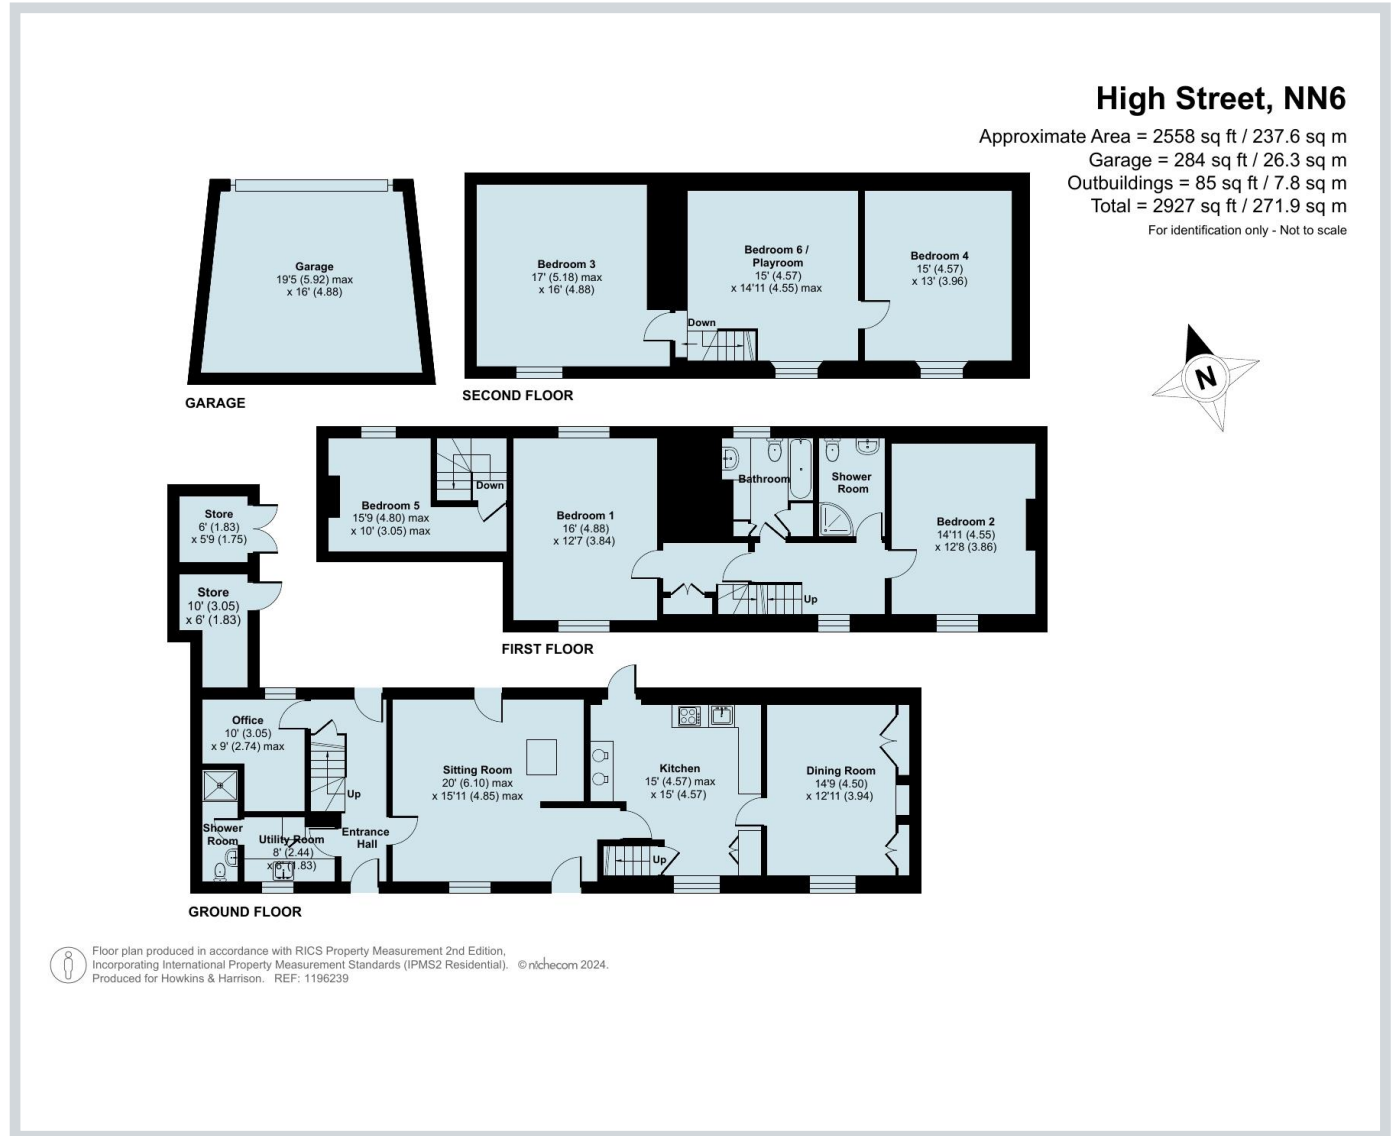 High Street, NN6
Approximate Area = 2558 sq ft / 237.6 sq m
Garage = 284 sq ft / 26.3 sq m
Outbuildings = 85 sq ft / 7.8 sq m
Total = 2927 sq ft / 271.9 sq m
For identification only - Not to scale
Garage
19'5 (5.92) max
x 16' (4.88)
GARAGE
Bedroom 3
17' (5.18) max
x 16' (4.88)
Bedroom 6 /
Playroom
15' (4.57)
x 14'11 (4.55) max
Down
Bedroom 4
15' (4.57)
x 13' (3.96)
SECOND FLOOR
N
Bedroom 5
15'9 (4.80) max
x 10' (3.05) max
Down
Bedroom 1
16' (4.88)
x 12'7 (3.84)
Bathroom
Shower
Room
Bedroom 2
14'11 (4.55)
x 12'8 (3.86)
Up
FIRST FLOOR
Store
6' (1.83)
x 5'9 (1.75)
Store
10' (3.05)
x 6' (1.83)
Office
10' (3.05)
x 9' (2.74) max
Up
Shower
Room
Utility Room
8' (2.44)
x 6' (1.83)
Entrance
Hall
Sitting Room
20' (6.10) max
x 15'11 (4.85) max
Kitchen
15' (4.57) max
x 15' (4.57)
Up
Dining Room
14'9 (4.50)
x 12'11 (3.94)
GROUND FLOOR
Floor plan produced in accordance with RICS Property Measurement 2nd Edition,
Incorporating International Property Measurement Standards (IPMS2 Residential). © nichecom 2024.
Produced for Howkins & Harrison. REF: 1196239